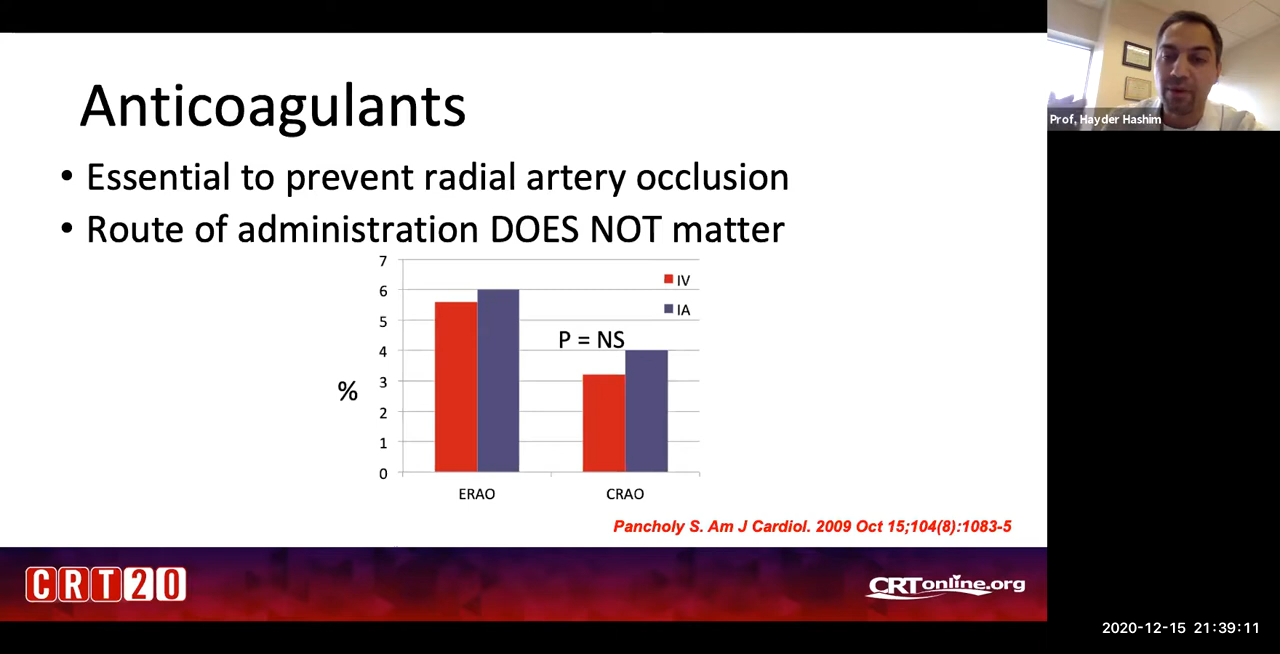 Anticoagulants
• Essential to prevent radial artery occlusion
• Route of administration DOES NOT matter
7
6
5
4
3
2
1
0
%
IV
IA
P = NS
ERAO
CRAO
Pancholy S. Am J Cardiol. 2009 Oct 15;104(8):1083-5
CRT20
CRTonline.org
Prof, Hayder Hashim
2020-12-15 21:39:11